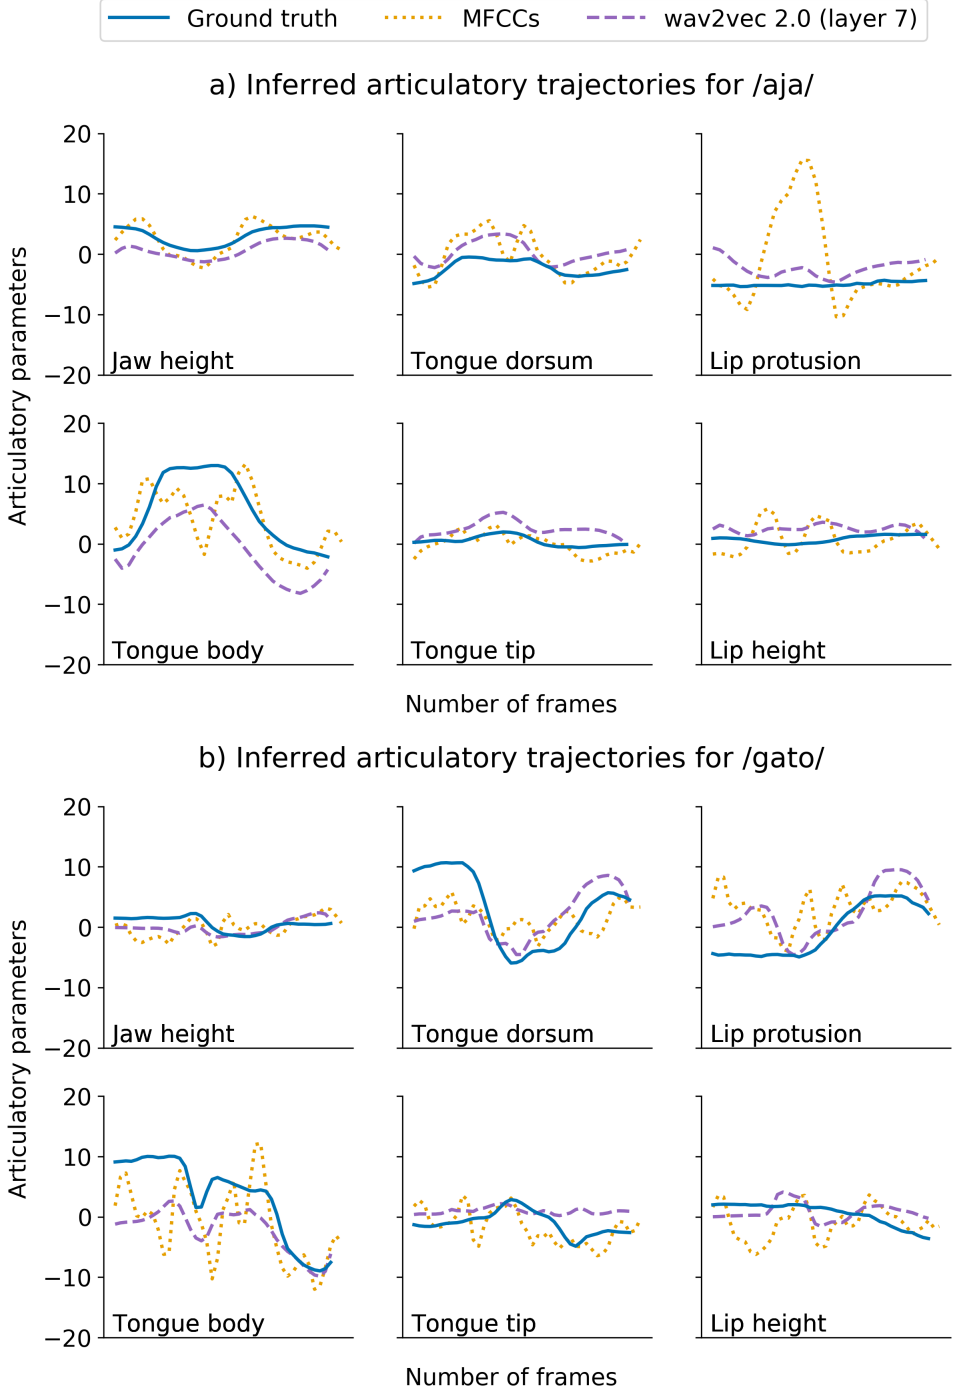 Ground truth MFCCs wav2vec 2.0 (layer 7)
a) Inferred articulatory trajectories for /aja/
Articulatory parameters
20
10
0
−10
−20
Jaw height
Tongue dorsum
Lip protusion
20
10
0
−10
−20
Tongue body
Tongue tip
Lip height
Number of frames
b) Inferred articulatory trajectories for /gato/
Articulatory parameters
20
10
0
−10
−20
Jaw height
Tongue dorsum
Lip protusion
20
10
0
−10
−20
Tongue body
Tongue tip
Lip height
Number of frames